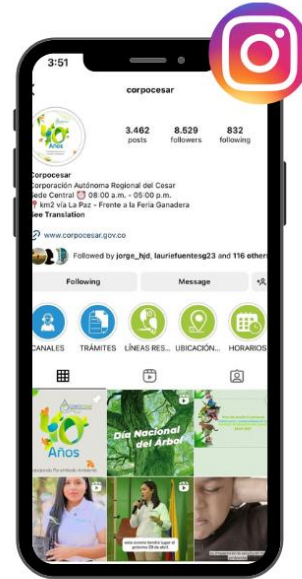 3:51
corpocesar
3.462 8.529 832
posts followers following
Corpocesar
Corporación Autónoma Regional del Cesar
Sede Central 08:00 a.m. - 05:00 p.m.
km2 vía La Paz - Frente a la Feria Ganadera
See Translation
www.corpocesar.gov.co
Followed by jorge_hjd, lauriefuentesg23 and 116 others
Following Message
CANALES TRÁMITES LÍNEAS RES... UBICACIÓN... HORARIOS
40
Años
Día Nacional
del Árbol